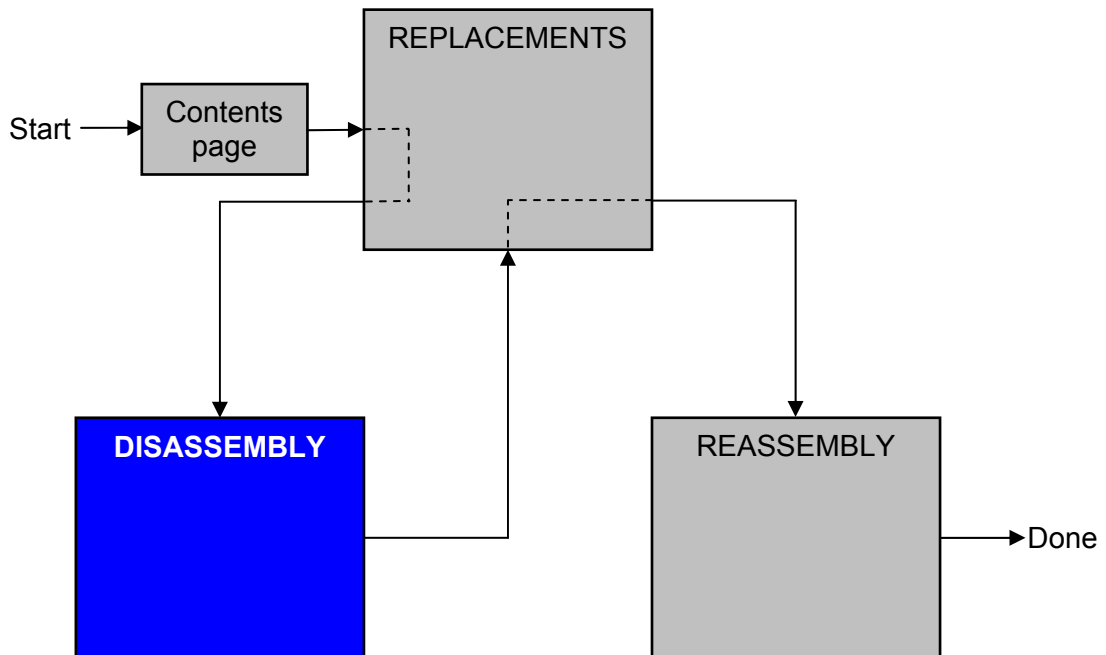 REPLACEMENTS
Start
Contents
page
DISASSEMBLY
REASSEMBLY
Done